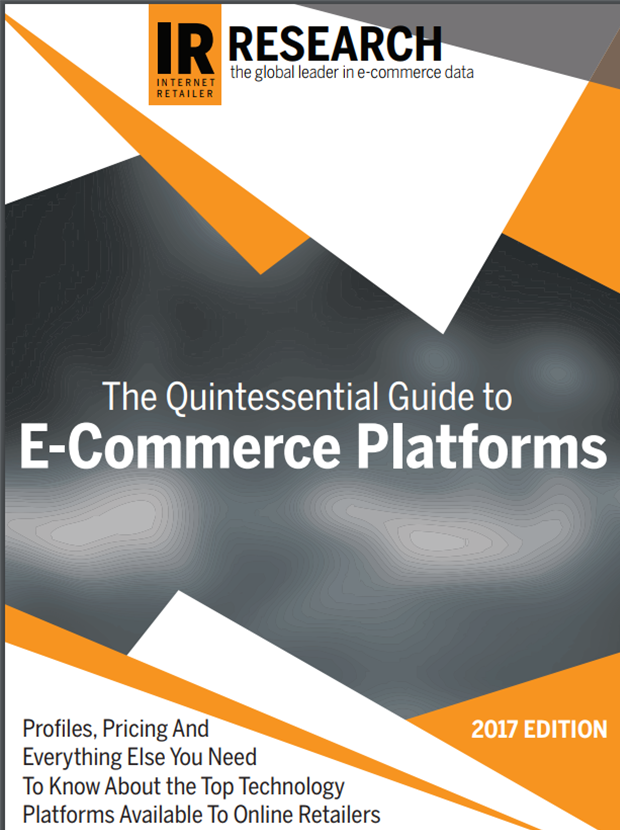 IR RESEARCH
the global leader in e-commerce data
INTERNET
RETAILER
The Quintessential Guide to
E-Commerce Platforms
2017 EDITION
Profiles, Pricing And
Everything Else You Need
To Know About the Top Technology
Platforms Available To Online Retailers